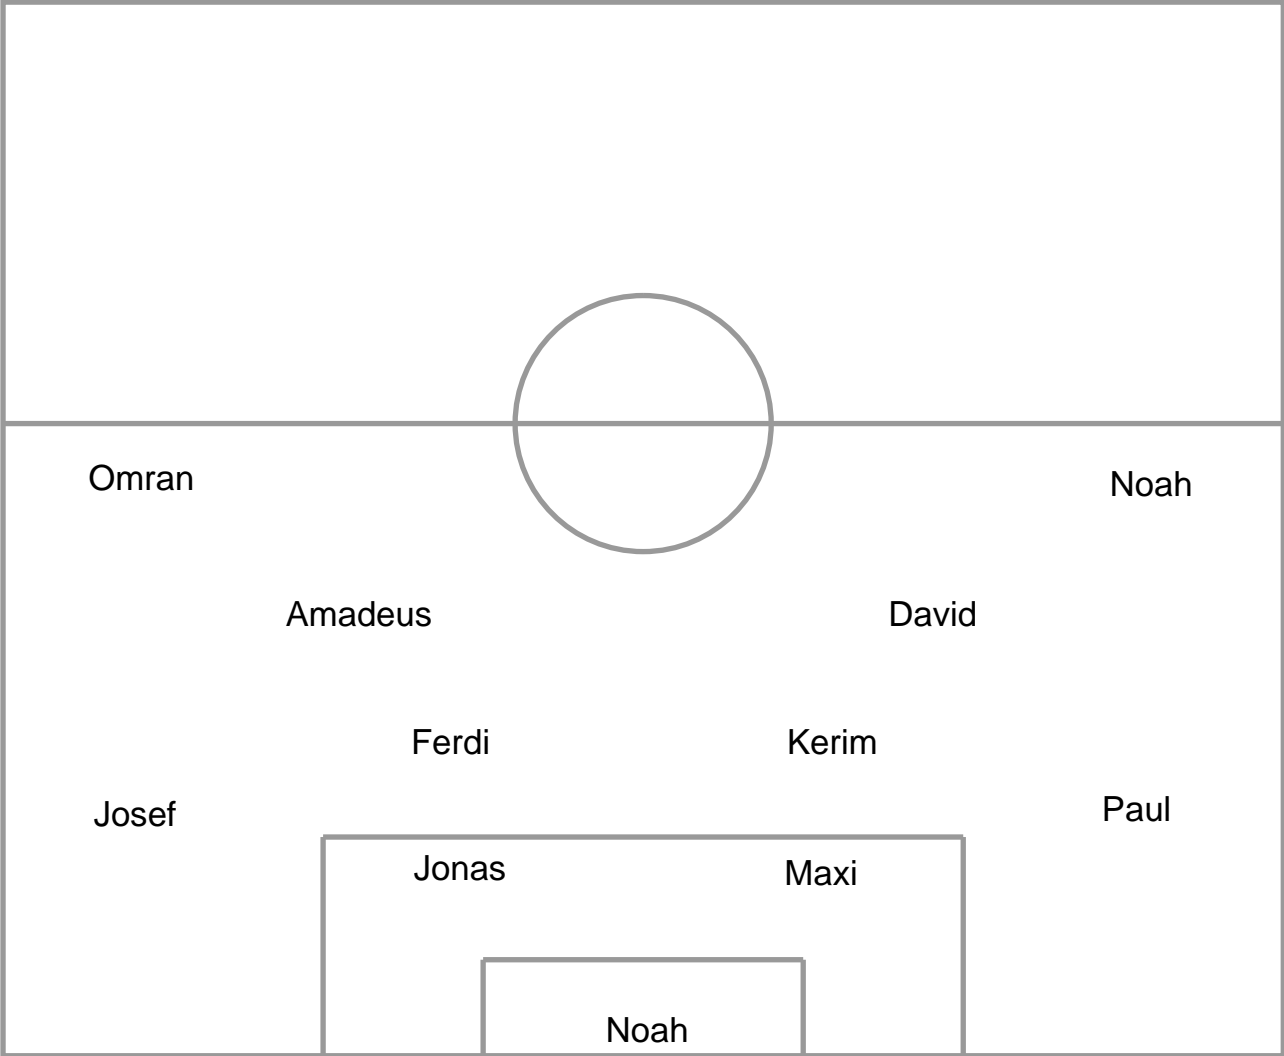 Omran
Noah
Amadeus
David
Ferdi
Kerim
Josef
Paul
Jonas
Maxi
Noah